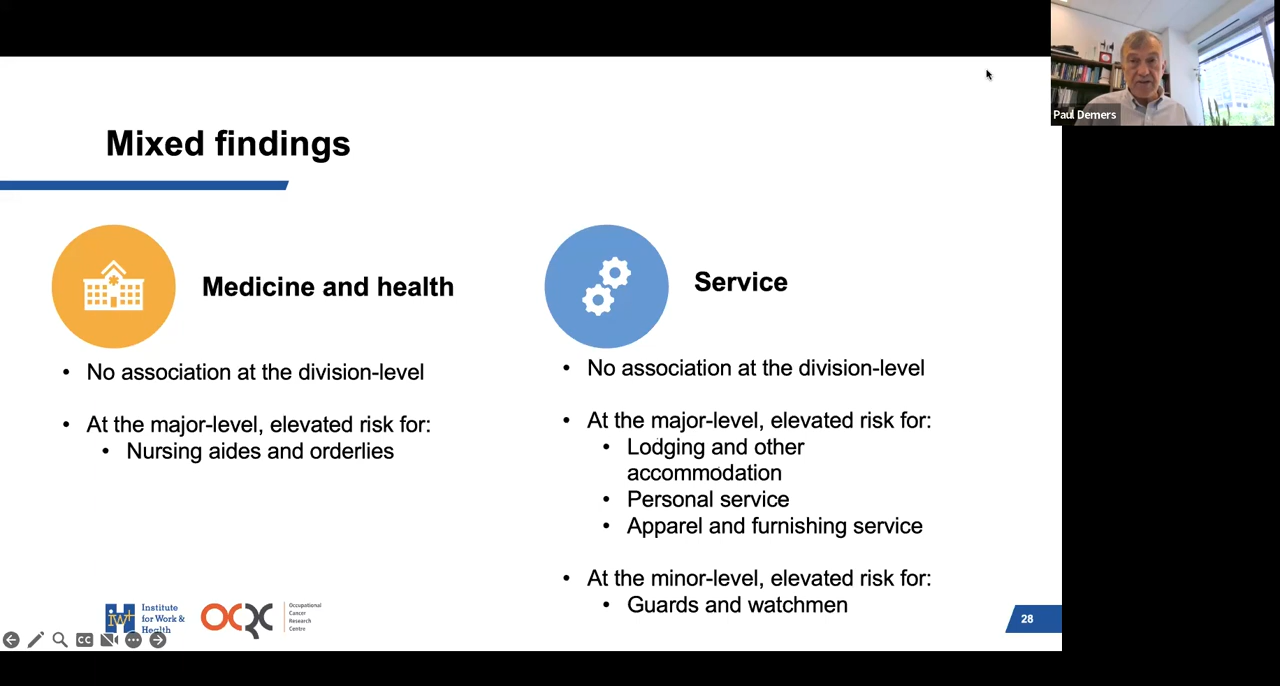 Paul Demers
Mixed findings
Medicine and health
• No association at the division-level
• At the major-level, elevated risk for:
• Nursing aides and orderlies
Service
• No association at the division-level
• At the major-level, elevated risk for:
• Lodging and other
accommodation
• Personal service
• Apparel and furnishing service
• At the minor-level, elevated risk for:
• Guards and watchmen
iw+
Institute
for Work &
Health
OCRC
Occupational
Cancer
Research
Centre
CC
28